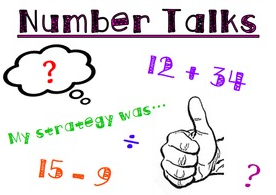 Number Talks
?
12 + 34
My strategy was...
÷
15 - 9
?